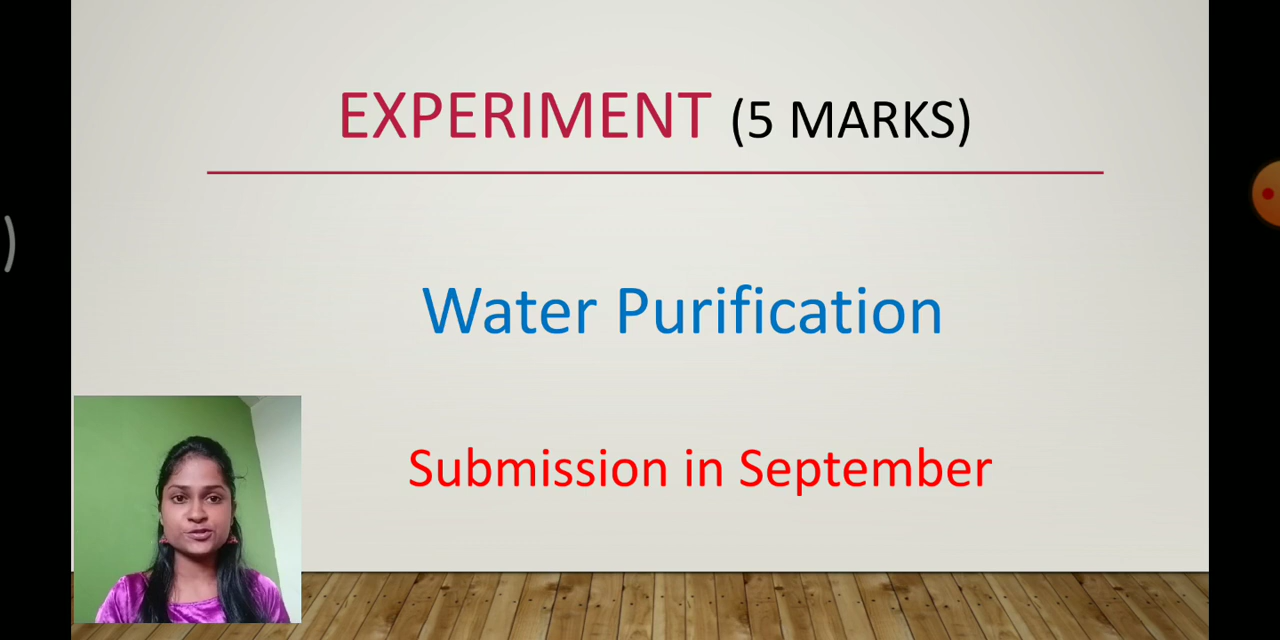 EXPERIMENT (5 MARKS)
Water Purification
Submission in September